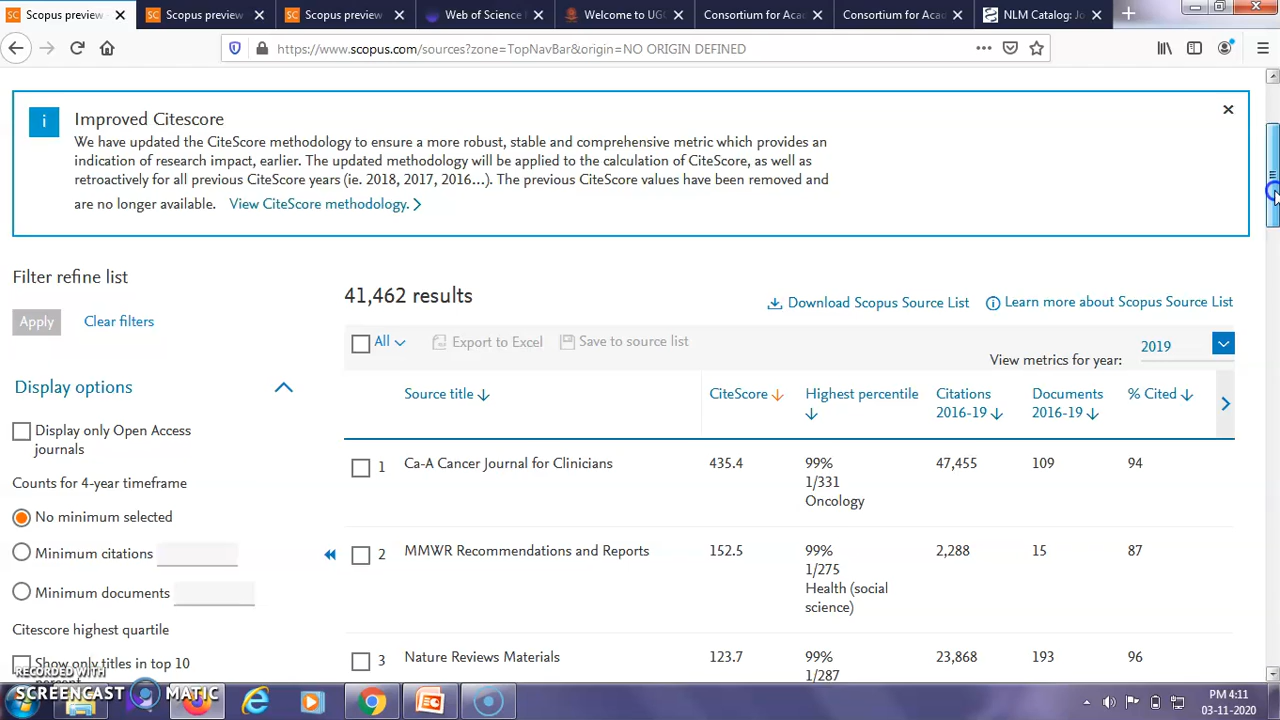 Scopus preview
Scopus preview
Scopus preview
Web of Science
Welcome to UGC
Consortium for Aca
Consortium for Aca
NLM Catalog: Jo
https://www.scopus.com/sources?zone=TopNavBar&origin=NO ORIGIN DEFINED
i
Improved Citescore
We have updated the CiteScore methodology to ensure a more robust, stable and comprehensive metric which provides an
indication of research impact, earlier. The updated methodology will be applied to the calculation of CiteScore, as well as
retroactively for all previous CiteScore years (ie. 2018, 2017, 2016...). The previous CiteScore values have been removed and
are no longer available. View CiteScore methodology.
Filter refine list
Apply Clear filters
Display options
Display only Open Access
journals
Counts for 4-year timeframe
No minimum selected
Minimum citations
Minimum documents
Citescore highest quartile
Show only titles in top 10
41,462 results
Download Scopus Source List
Learn more about Scopus Source List
All Export to Excel Save to source list
View metrics for year: 2019
Source title CiteScore Highest percentile Citations 2016-19 Documents 2016-19 % Cited
1 Ca-A Cancer Journal for Clinicians 435.4 99% 47,455 109 94
1/331
Oncology
2 MMWR Recommendations and Reports 152.5 99% 2,288 15 87
1/275
Health (social
science)
3 Nature Reviews Materials 123.7 99% 23,868 193 96
1/287
RECORDED WITH
SCREENCAST MATIC
PM 4:11
03-11-2020